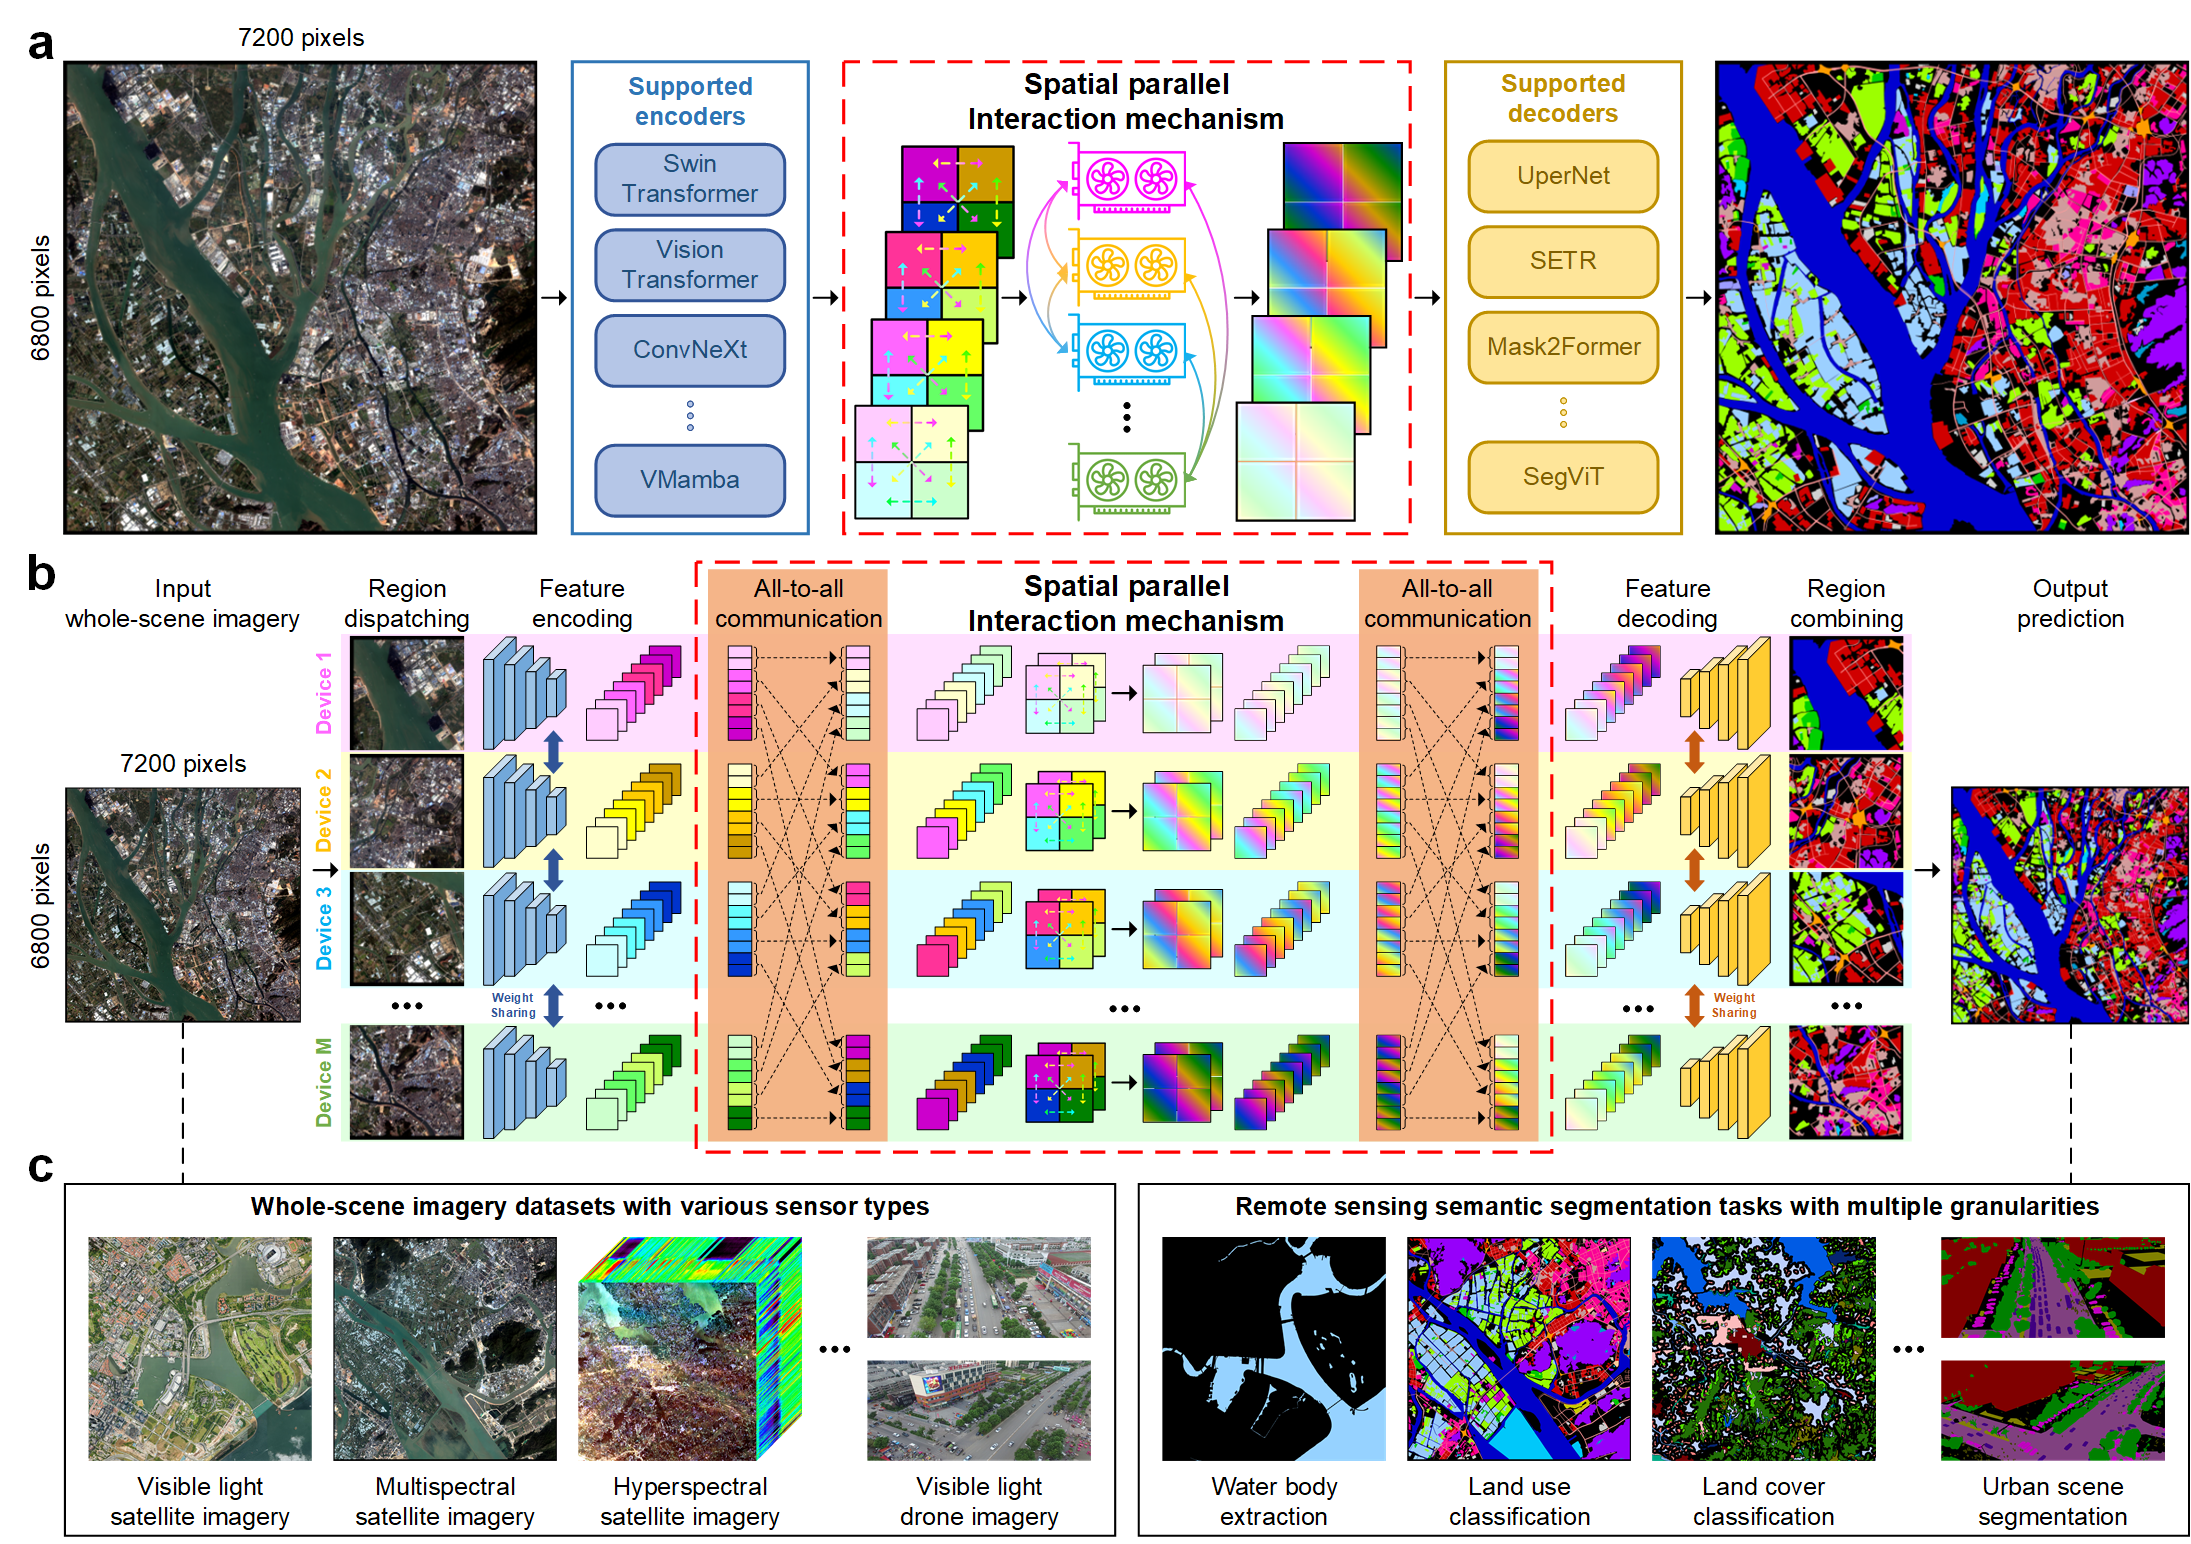 a
7200 pixels
6800 pixels
Supported
encoders
Swin
Transformer
Vision
Transformer
ConvNeXt
VMamba
Spatial parallel
Interaction mechanism
Supported
decoders
UperNet
SETR
Mask2Former
SegViT
b
Input
whole-scene imagery
Region
dispatching
Feature
encoding
All-to-all
communication
Spatial parallel
Interaction mechanism
All-to-all
communication
Feature
decoding
Region
combining
Output
prediction
7200 pixels
6800 pixels
Device 1
Device 2
Device 3
Device M
Weight
Sharing
Weight
Sharing
c
Whole-scene imagery datasets with various sensor types
Visible light
satellite imagery
Multispectral
satellite imagery
Hyperspectral
satellite imagery
Visible light
drone imagery
Remote sensing semantic segmentation tasks with multiple granularities
Water body
extraction
Land use
classification
Land cover
classification
Urban scene
segmentation